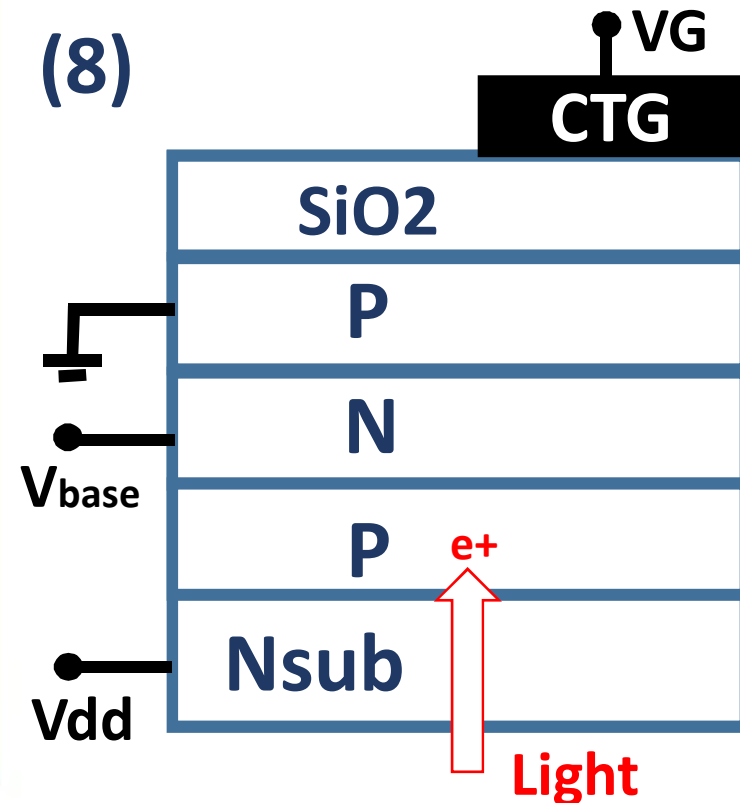 (8)
VG
CTG
SiO2
P
N
Vbase
P
e+
Nsub
Vdd
Light